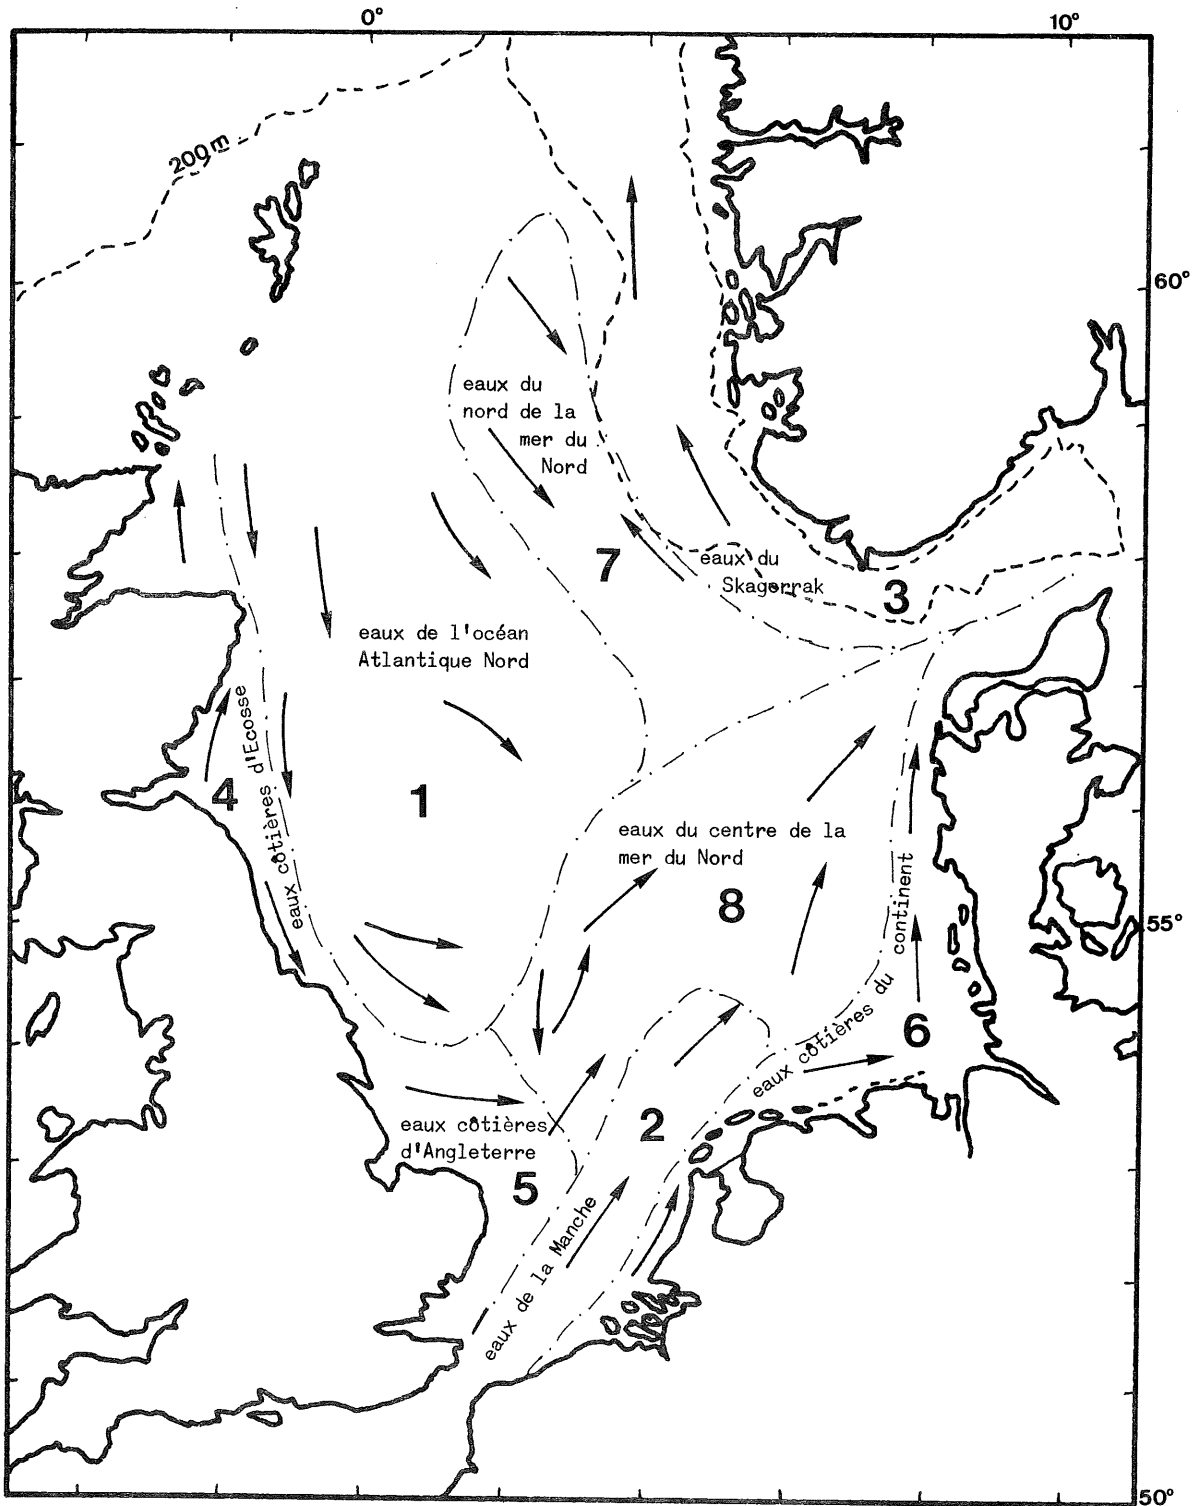 0°
10°
200m
60°
eaux du
nord de la
mer du
Nord
7
eaux du
Skagerrak
3
eaux de l'océan
Atlantique Nord
eaux côtières d'Ecosse
4
1
eaux du centre de la
mer du Nord
8
55°
eaux côtières du continent
6
eaux côtières
d'Angleterre
2
5
eaux de la Manche
50°